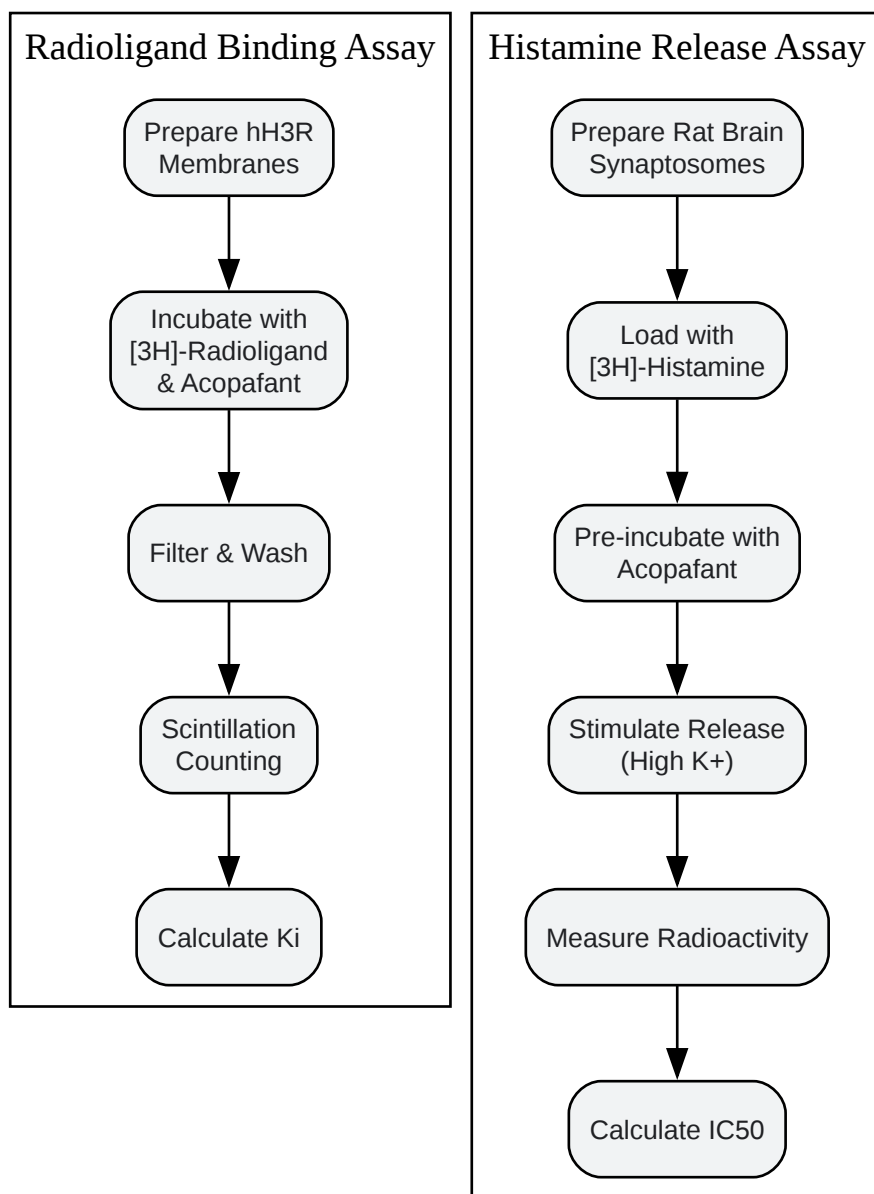 Radioligand Binding Assay
Prepare hH3R
Membranes
Incubate with
[3H]-Radioligand
& Acopafant
Filter & Wash
Scintillation
Counting
Calculate Ki
Histamine Release Assay
Prepare Rat Brain
Synaptosomes
Load with
[3H]-Histamine
Pre-incubate with
Acopafant
Stimulate Release
(High K+)
Measure Radioactivity
Calculate IC50